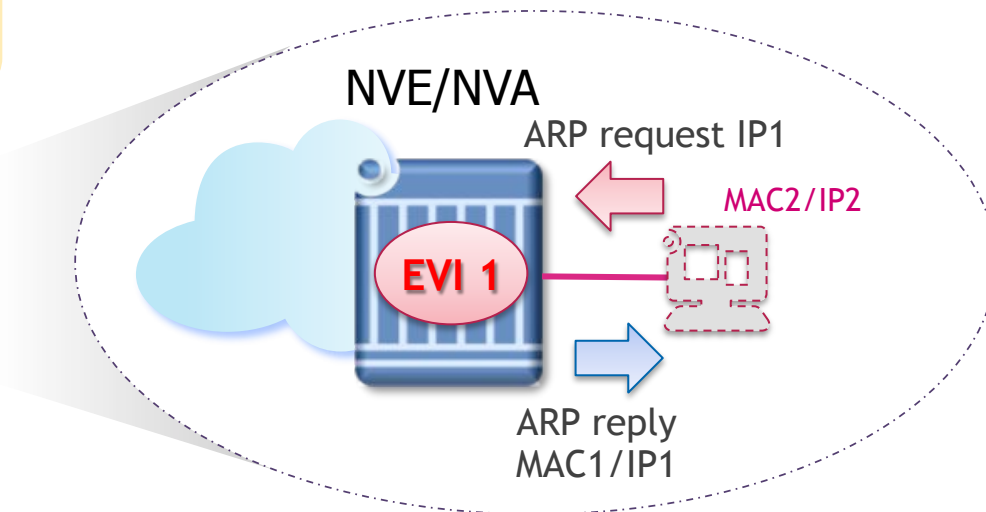 NVE/NVA
ARP request IP1
MAC2/IP2
EVI 1
ARP reply
MAC1/IP1